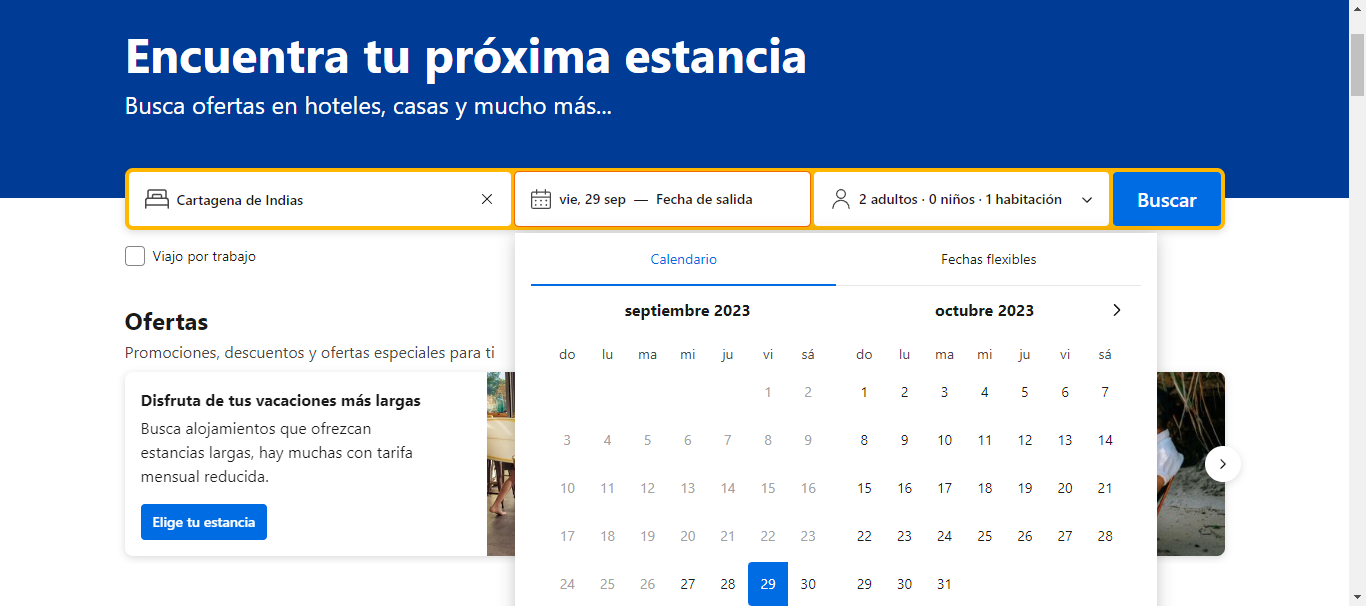 Encuentra tu próxima estancia
Busca ofertas en hoteles, casas y mucho más...
Cartagena de Indias
vie, 29 sep — Fecha de salida
2 adultos · 0 niños · 1 habitación
Buscar
Viajo por trabajo
Calendario
Fechas flexibles
septiembre 2023
do lu ma mi ju vi sá
1 2
3 4 5 6 7 8 9
10 11 12 13 14 15 16
17 18 19 20 21 22 23
24 25 26 27 28 29 30
octubre 2023
do lu ma mi ju vi sá
1 2 3 4 5 6 7
8 9 10 11 12 13 14
15 16 17 18 19 20 21
22 23 24 25 26 27 28
29 30 31
Ofertas
Promociones, descuentos y ofertas especiales para ti
Disfruta de tus vacaciones más largas
Busca alojamientos que ofrezcan
estancias largas, hay muchas con tarifa
mensual reducida.
Elige tu estancia